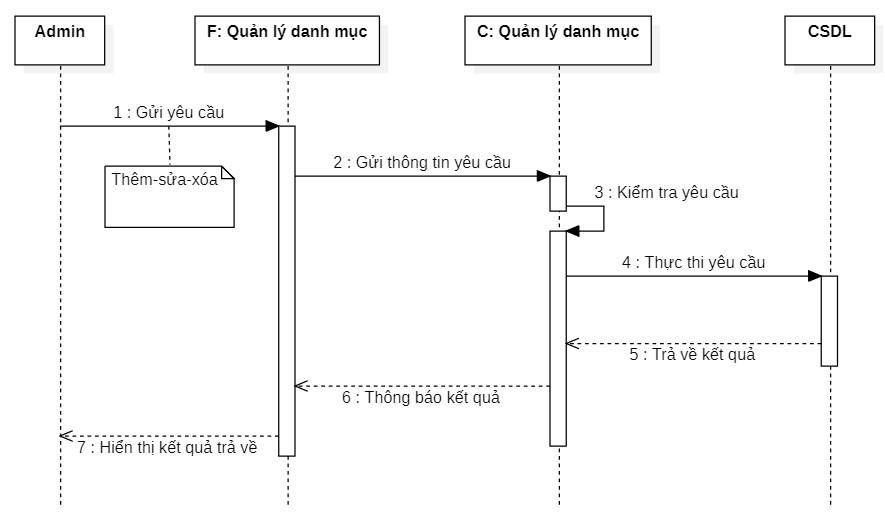 Admin
F: Quản lý danh mục
C: Quản lý danh mục
CSDL
1 : Gửi yêu cầu
Thêm-sửa-xóa
2 : Gửi thông tin yêu cầu
3 : Kiểm tra yêu cầu
4 : Thực thi yêu cầu
5 : Trả về kết quả
6 : Thông báo kết quả
7 : Hiển thị kết quả trả về